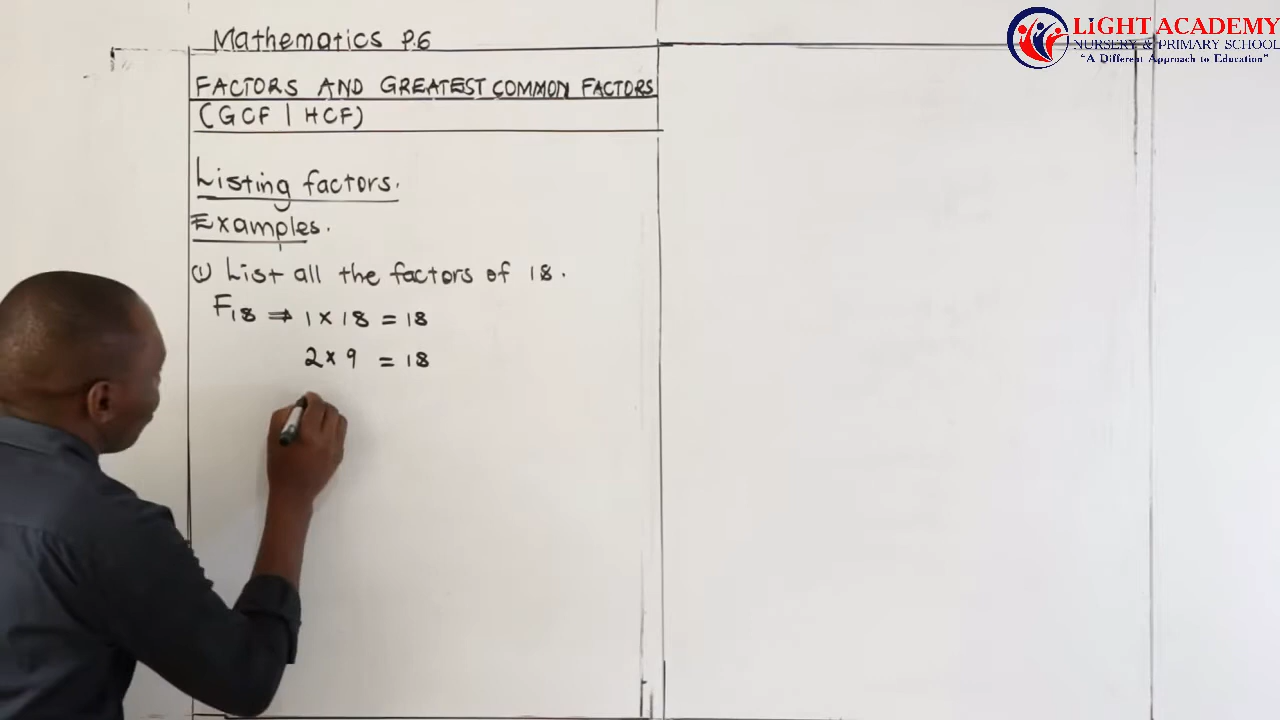 Mathematics P.6
LIGHT ACADEMY
NURSERY & PRIMARY SCHOOL
"A Different Approach to Education"
FACTORS AND GREATEST COMMON FACTORS
(GCF | HCF)
Listing factors.
Examples.
(1) List all the factors of 18.
F18 ⇒ 1 × 18 = 18
2 × 9 = 18